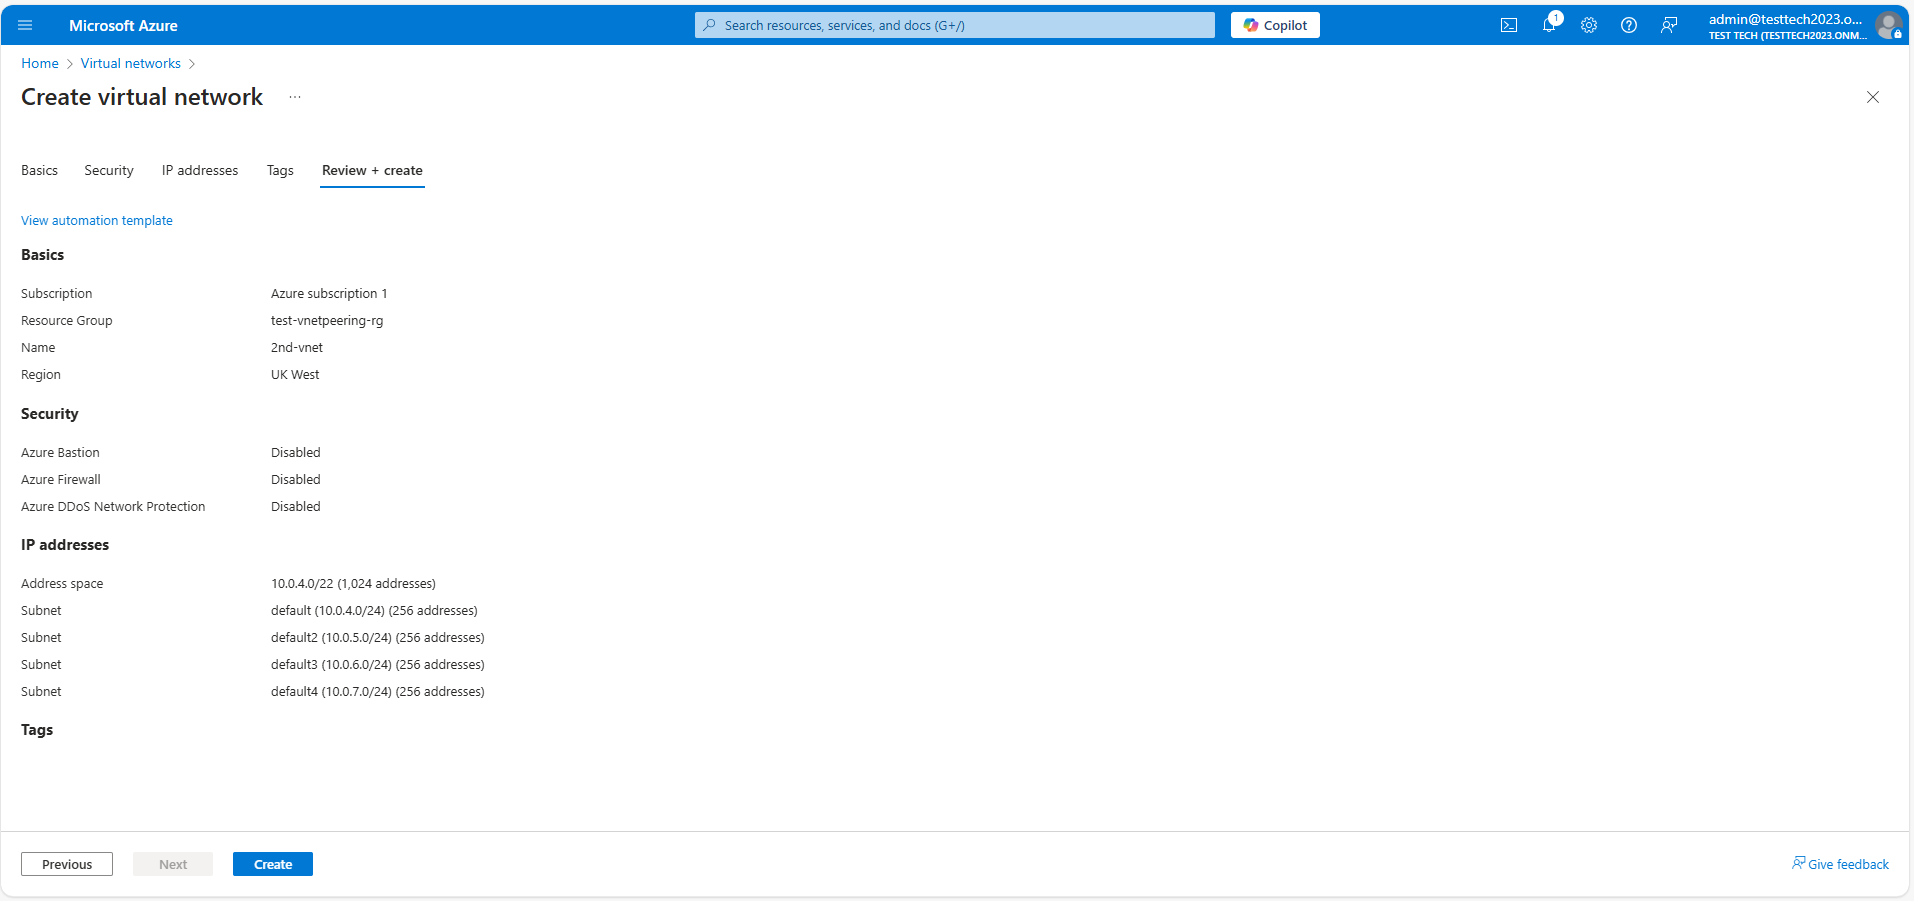 Microsoft Azure
Search resources, services, and docs (G+/)
Copilot
1
admin@testtech2023.o...
TEST TECH (TESTTECH2023.ONM...
Home > Virtual networks >
Create virtual network ...
Basics Security IP addresses Tags Review + create
View automation template
Basics
Subscription Azure subscription 1
Resource Group test-vnetpeering-rg
Name 2nd-vnet
Region UK West
Security
Azure Bastion Disabled
Azure Firewall Disabled
Azure DDoS Network Protection Disabled
IP addresses
Address space 10.0.4.0/22 (1,024 addresses)
Subnet default (10.0.4.0/24) (256 addresses)
Subnet default2 (10.0.5.0/24) (256 addresses)
Subnet default3 (10.0.6.0/24) (256 addresses)
Subnet default4 (10.0.7.0/24) (256 addresses)
Tags
Previous Next Create Give feedback